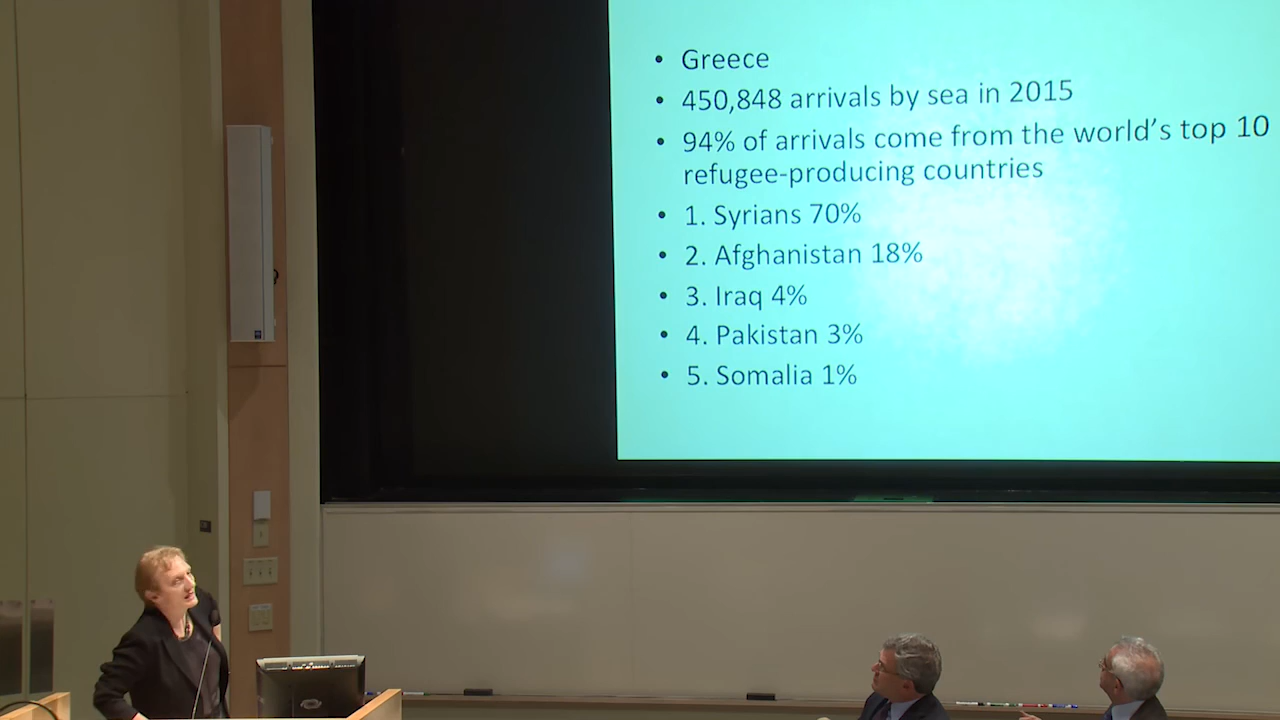 • Greece
• 450,848 arrivals by sea in 2015
• 94% of arrivals come from the world's top 10
refugee-producing countries
• 1. Syrians 70%
• 2. Afghanistan 18%
• 3. Iraq 4%
• 4. Pakistan 3%
• 5. Somalia 1%